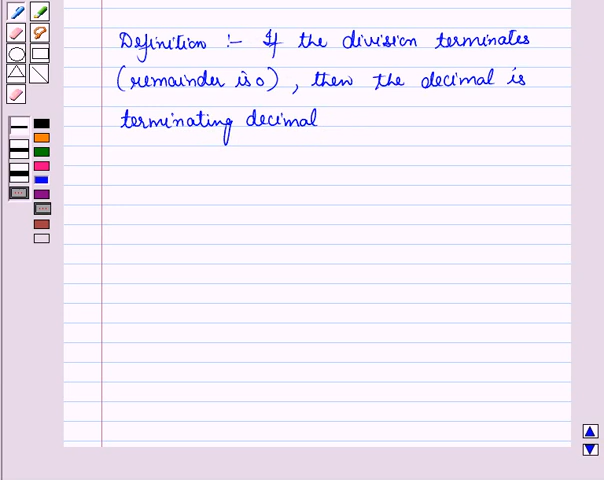 Definition :- If the division terminates
(remainder is 0), then the decimal is
terminating decimal